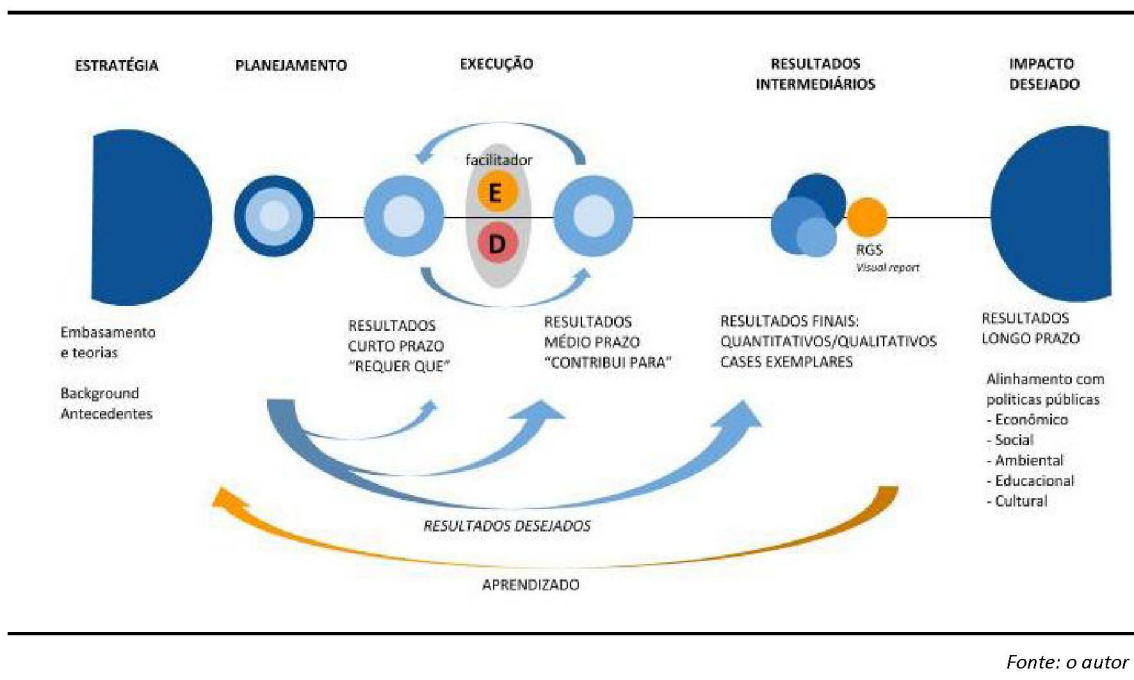 ESTRATÉGIA
PLANEJAMENTO
EXECUÇÃO
RESULTADOS
INTERMEDIÁRIOS
IMPACTO
DESEJADO
facilitador
E
D
RGS
Visual report
Embasamento
e teorias
Background
Antecedentes
RESULTADOS
CURTO PRAZO
“REQUER QUE”
RESULTADOS
MÉDIO PRAZO
“CONTRIBUI PARA”
RESULTADOS FINAIS:
QUANTITATIVOS/QUALITATIVOS
CASES EXEMPLARES
RESULTADOS
LONGO PRAZO
Alinhamento com
políticas públicas
- Econômico
- Social
- Ambiental
- Educacional
- Cultural
RESULTADOS DESEJADOS
APRENDIZADO
Fonte: o autor